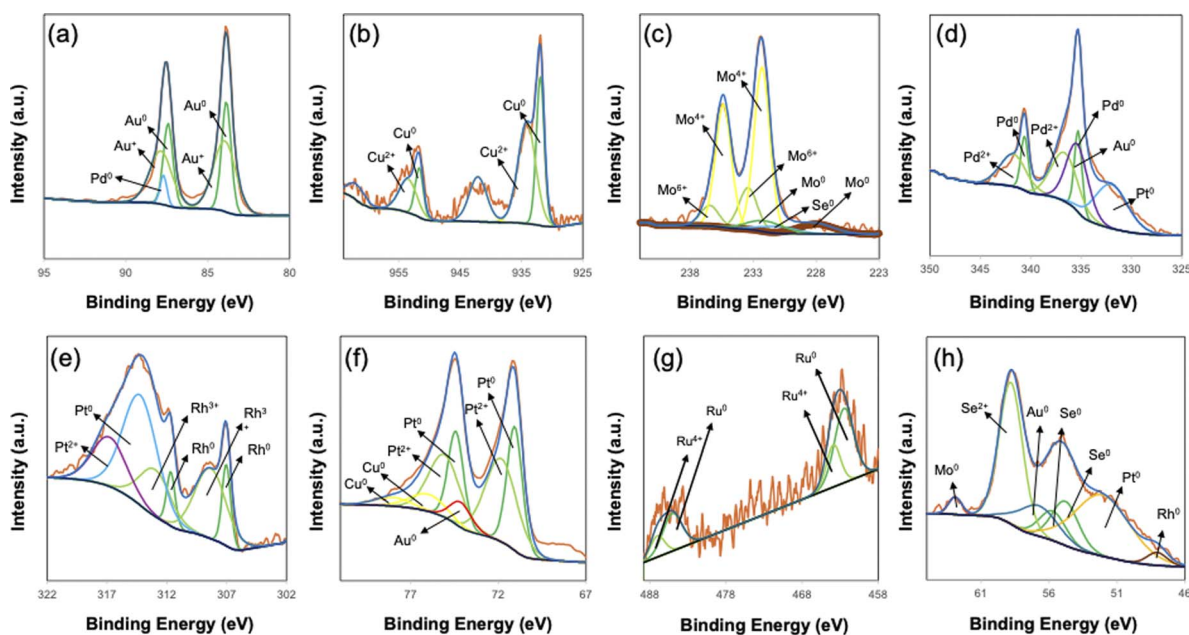 (a)
Intensity (a.u.)
Au⁰
Au⁰
Au⁺
Au⁺
Pd⁰
95
90
85
80
Binding Energy (eV)
(b)
Intensity (a.u.)
Cu⁰
Cu⁰
Cu²⁺
Cu²⁺
955
945
935
925
Binding Energy (eV)
(c)
Intensity (a.u.)
Mo⁴⁺
Mo⁴⁺
Mo⁶⁺
Mo⁶⁺
Mo⁰
Mo⁰
Se⁰
238
233
228
223
Binding Energy (eV)
(d)
Intensity (a.u.)
Pd⁰
Pd⁰
Pd²⁺
Pd²⁺
Au⁰
Pt⁰
350
345
340
335
330
325
Binding Energy (eV)
(e)
Intensity (a.u.)
Pt⁰
Rh³⁺
Rh³
+
Pt²⁺
Rh⁰
Rh⁰
322
317
312
307
302
Binding Energy (eV)
(f)
Intensity (a.u.)
Pt⁰
Pt²⁺
Pt⁰
Pt²⁺
Cu⁰
Cu⁰
Au⁰
77
72
67
Binding Energy (eV)
(g)
Intensity (a.u.)
Ru⁰
Ru⁴⁺
Ru⁰
Ru⁴⁺
488
478
468
458
Binding Energy (eV)
(h)
Intensity (a.u.)
Se²⁺
Au⁰
Se⁰
Se⁰
Pt⁰
Mo⁰
Rh⁰
61
56
51
46
Binding Energy (eV)